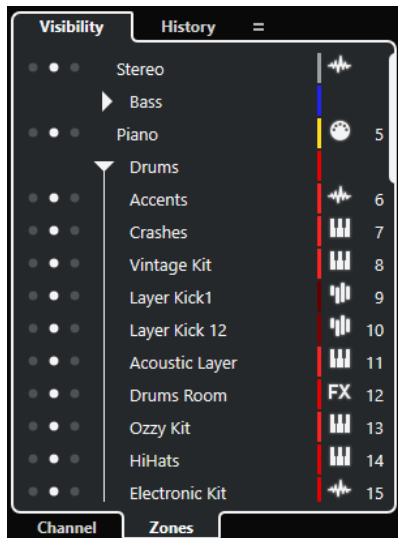 Visibility History =
Stereo
Bass
Piano 5
Drums
Accents 6
Crashes 7
Vintage Kit 8
Layer Kick1 9
Layer Kick 12 10
Acoustic Layer 11
Drums Room FX 12
Ozzy Kit 13
HiHats 14
Electronic Kit 15
Channel Zones